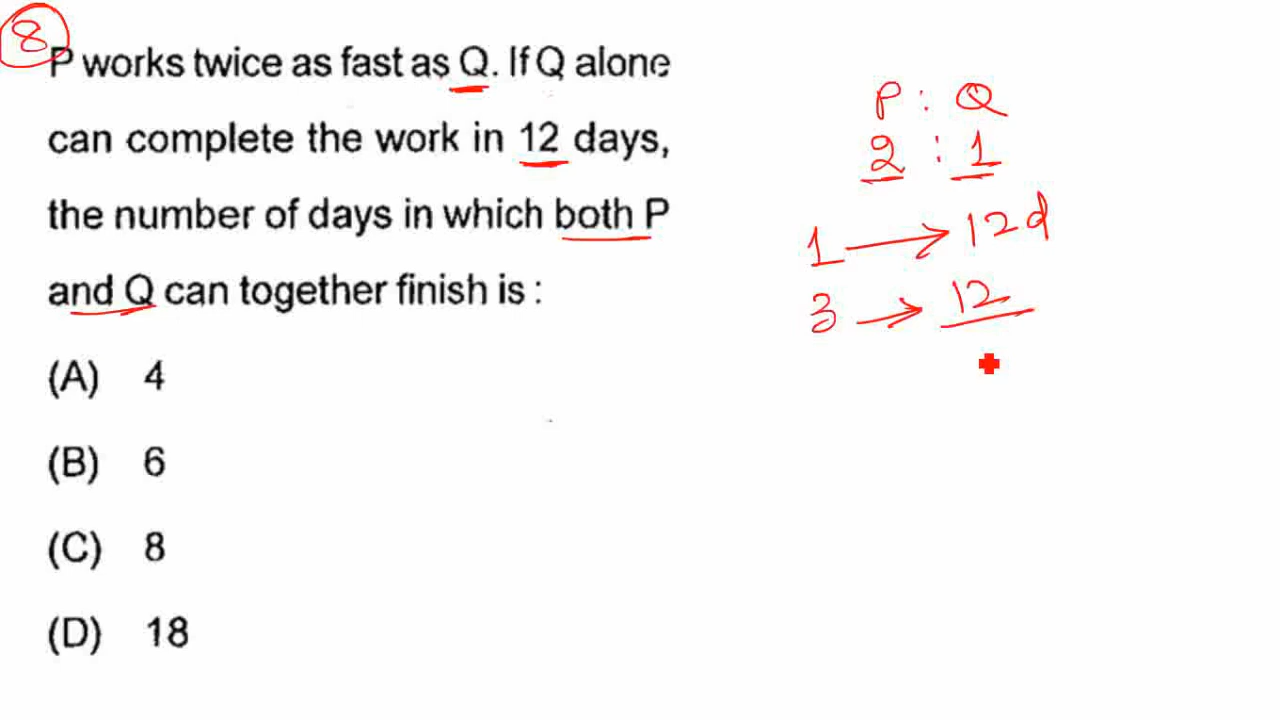 8
P works twice as fast as Q. If Q alone
can complete the work in 12 days,
the number of days in which both P
and Q can together finish is :
(A) 4
(B) 6
(C) 8
(D) 18
P : Q
2 : 1
1 → 12d
3 → 12